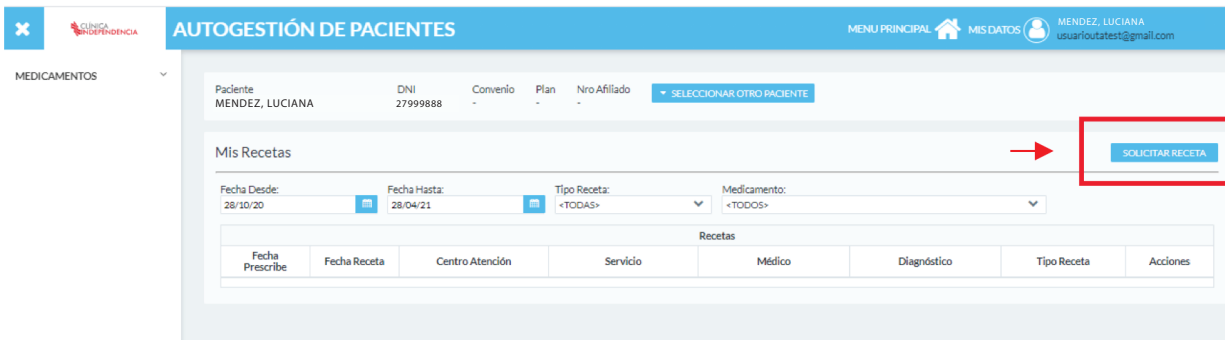 CLÍNICA
INDEPENDENCIA
AUTOGESTIÓN DE PACIENTES
MENU PRINCIPAL
MIS DATOS
MENDEZ, LUCIANA
usuarioutatest@gmail.com
MEDICAMENTOS
Paciente DNI Convenio Plan Nro Afiliado
MENDEZ, LUCIANA 27999888 - - -
SELECCIONAR OTRO PACIENTE
Mis Recetas
SOLICITAR RECETA
Fecha Desde: Fecha Hasta: Tipo Receta: Medicamento:
28/10/20 28/04/21 <TODAS> <TODOS>
Recetas
Fecha Prescribe Fecha Receta Centro Atención Servicio Médico Diagnóstico Tipo Receta Acciones